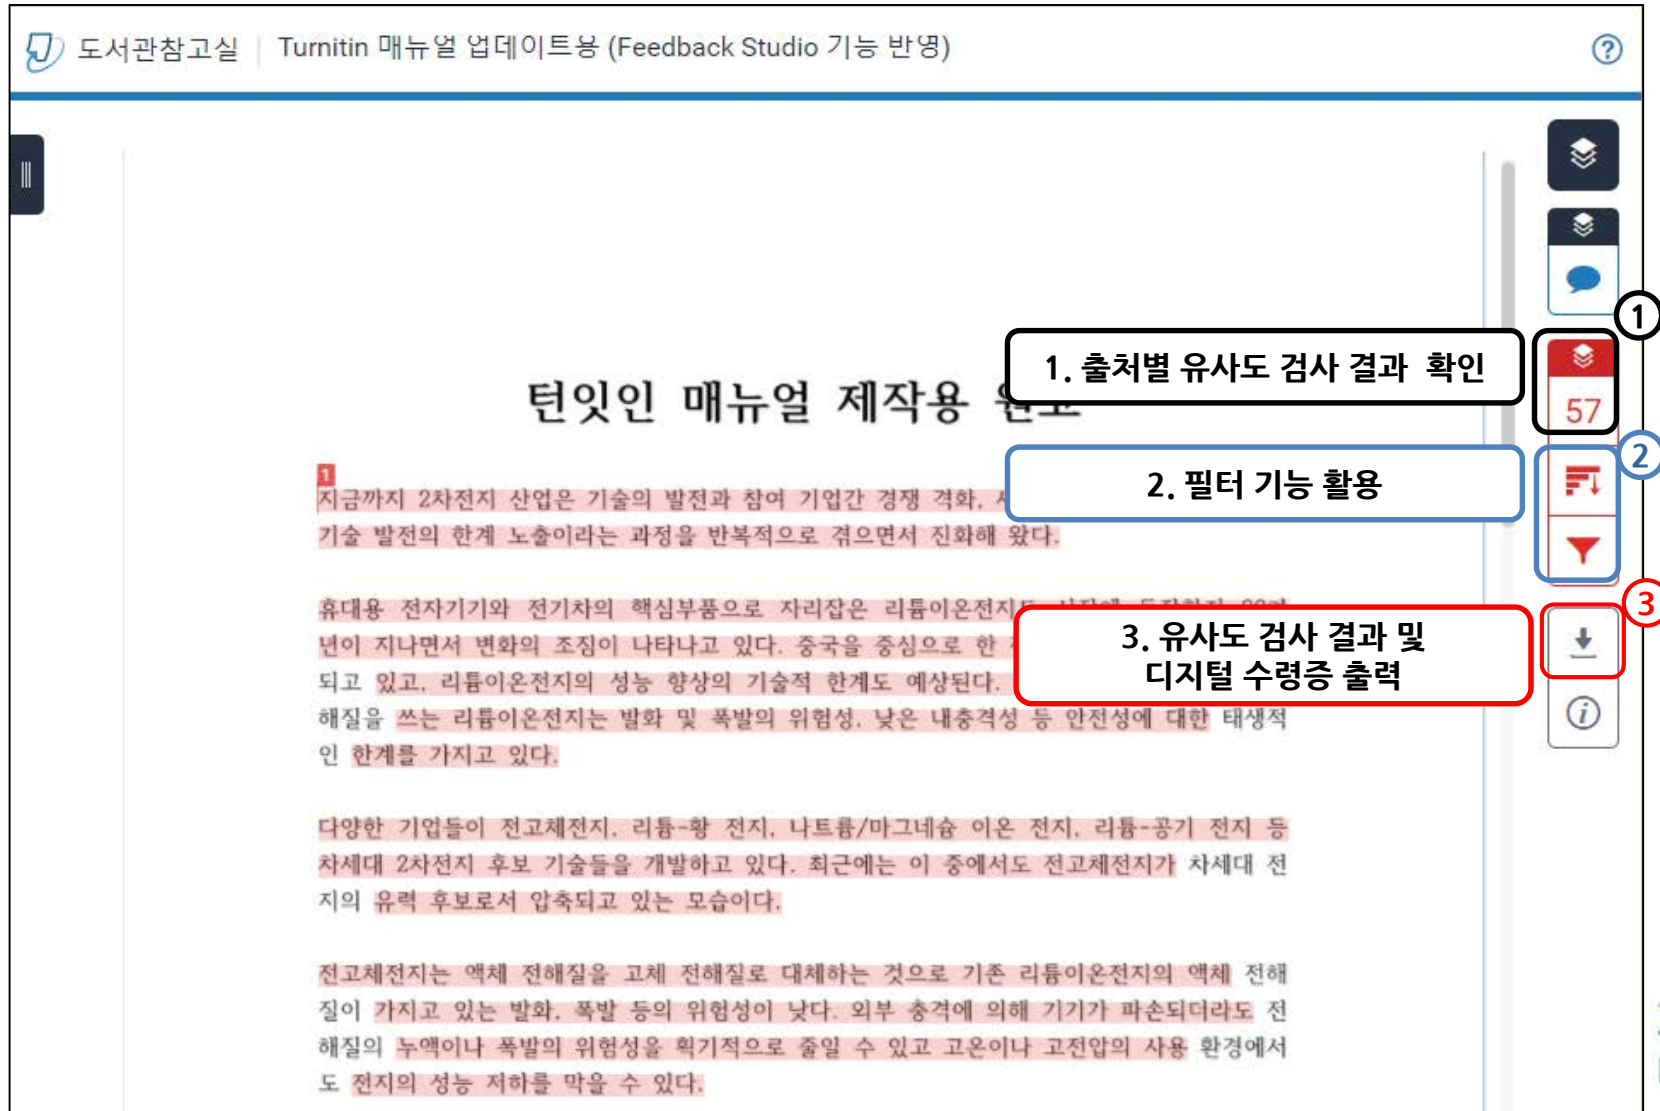 도서관참고실
Turnitin 매뉴얼 업데이트용 (Feedback Studio 기능 반영)
턴잇인 매뉴얼 제작용 원고
1. 출처별 유사도 검사 결과 확인
1
57
2. 필터 기능 활용
2
3. 유사도 검사 결과 및
디지털 수령증 출력
3
1
지금까지 2차전지 산업은 기술의 발전과 참여 기업간 경쟁 격화,
기술 발전의 한계 노출이라는 과정을 반복적으로 겪으면서 진화해 왔다.
휴대용 전자기기와 전기차의 핵심부품으로 자리잡은 리튬이온전지도
년이 지나면서 변화의 조짐이 나타나고 있다. 중국을 중심으로 한
되고 있고, 리튬이온전지의 성능 향상의 기술적 한계도 예상된다.
해질을 쓰는 리튬이온전지는 발화 및 폭발의 위험성, 낮은 내충격성 등 안전성에 대한 태생적
인 한계를 가지고 있다.
다양한 기업들이 전고체전지, 리튬-황 전지, 나트륨/마그네슘 이온 전지, 리튬-공기 전지 등
차세대 2차전지 후보 기술들을 개발하고 있다. 최근에는 이 중에서도 전고체전지가 차세대 전
지의 유력 후보로서 압축되고 있는 모습이다.
전고체전지는 액체 전해질을 고체 전해질로 대체하는 것으로 기존 리튬이온전지의 액체 전해
질이 가지고 있는 발화, 폭발 등의 위험성이 낮다. 외부 충격에 의해 기기가 파손되더라도 전
해질의 누액이나 폭발의 위험성을 획기적으로 줄일 수 있고 고온이나 고전압의 사용 환경에서
도 전지의 성능 저하를 막을 수 있다.